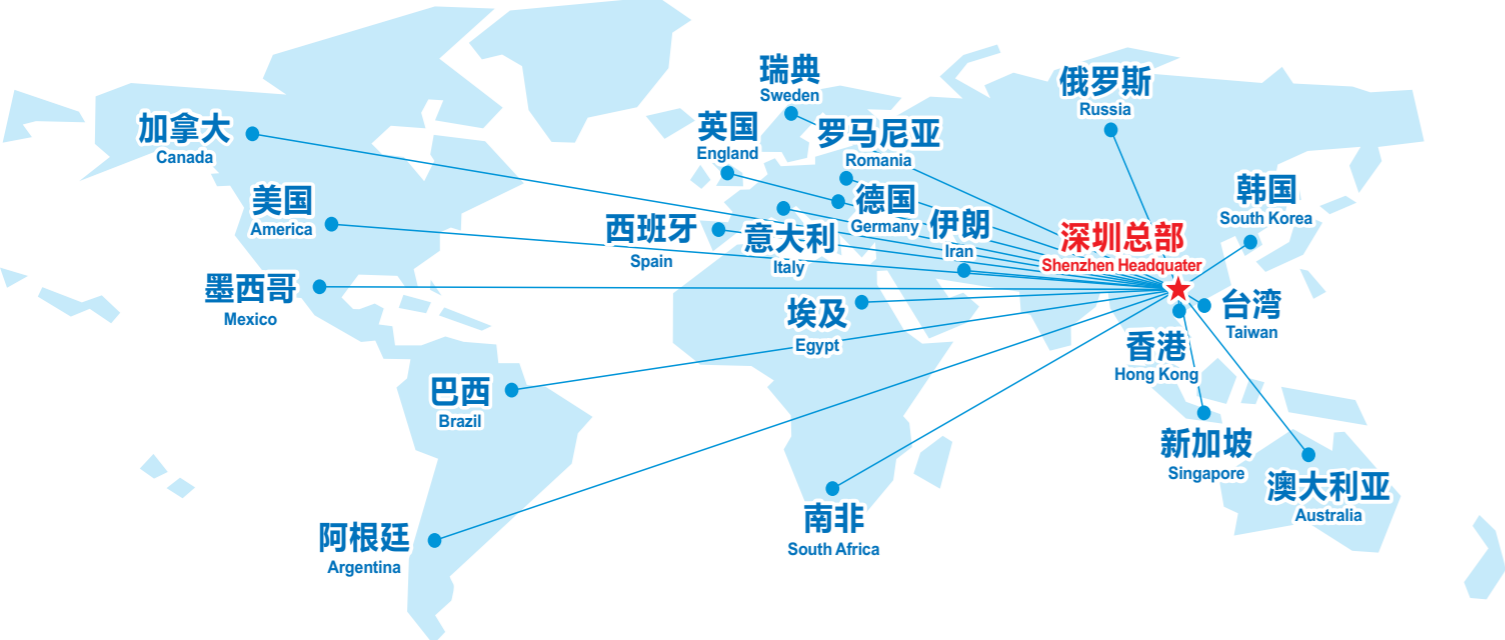 瑞典
Sweden
俄罗斯
Russia
加拿大
Canada
英国
England
罗马尼亚
Romania
美国
America
德国
Germany
韩国
South Korea
西班牙
Spain
意大利
Italy
伊朗
Iran
深圳总部
Shenzhen Headquater
墨西哥
Mexico
埃及
Egypt
台湾
Taiwan
香港
Hong Kong
巴西
Brazil
新加坡
Singapore
澳大利亚
Australia
南非
South Africa
阿根廷
Argentina